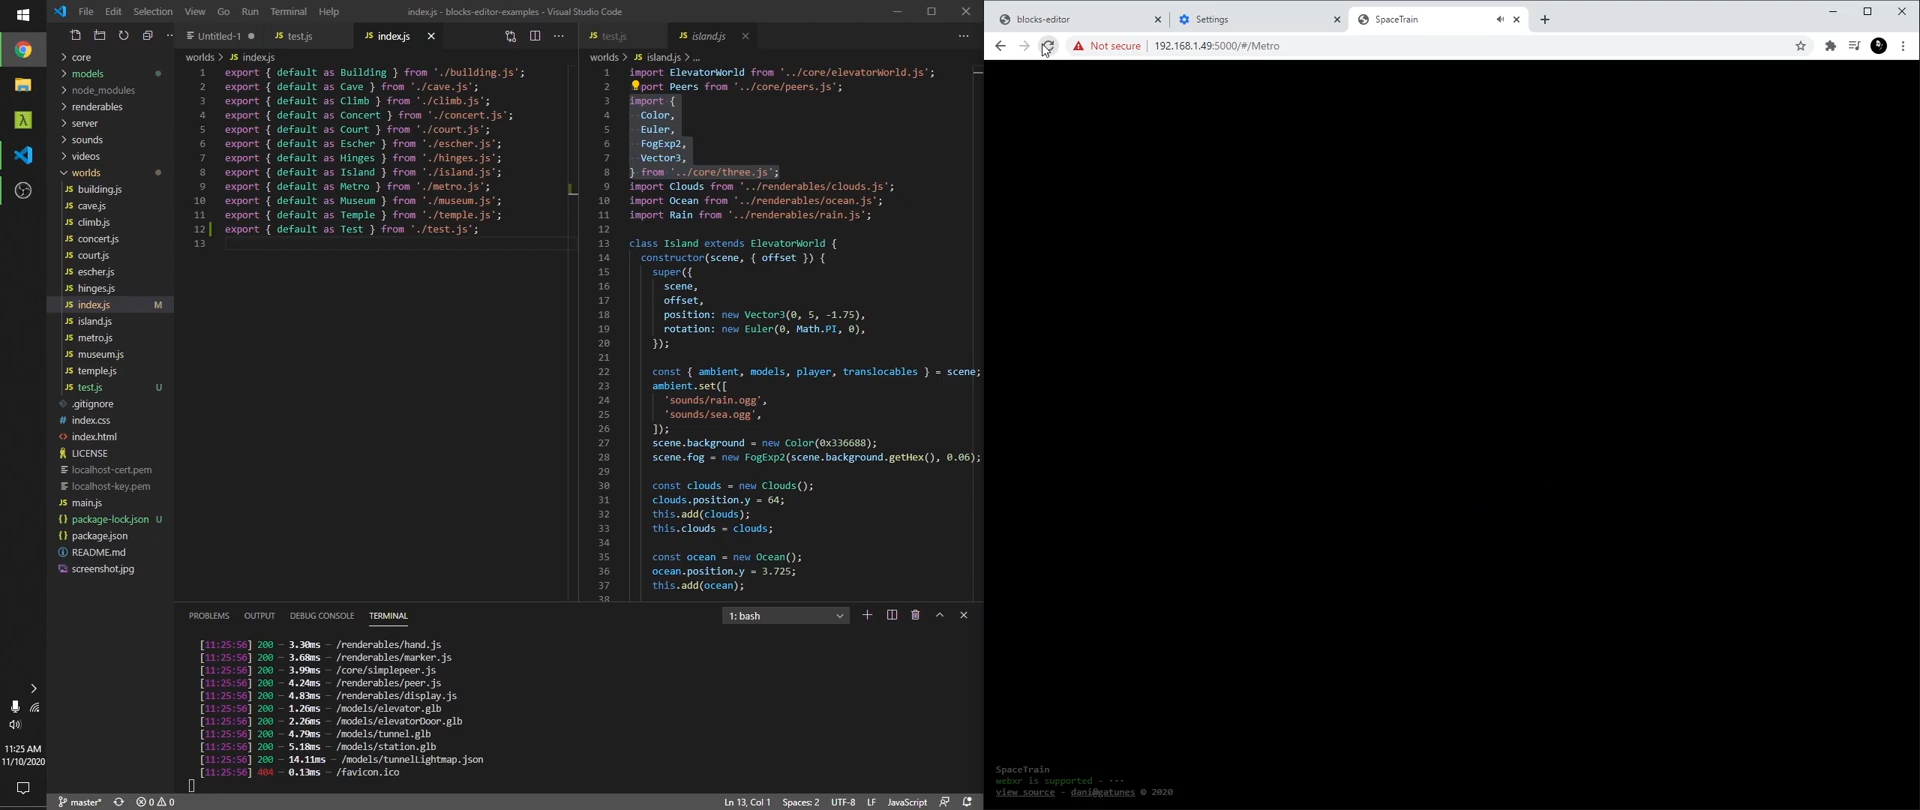 File Edit Selection View Go Run Terminal Help
index.js - blocks-editor-examples - Visual Studio Code
Untitled-1
test.js
index.js
test.js
island.js
worlds > index.js
worlds > island.js > ...
core
models
node_modules
renderables
server
sounds
videos
worlds
building.js
cave.js
climb.js
concert.js
court.js
escher.js
hinges.js
index.js M
island.js
metro.js
museum.js
temple.js
test.js U
.gitignore
index.css
index.html
LICENSE
localhost-cert.pem
localhost-key.pem
main.js
package-lock.json U
package.json
README.md
screenshot.jpg
1 export { default as Building } from './building.js';
2 export { default as Cave } from './cave.js';
3 export { default as Climb } from './climb.js';
4 export { default as Concert } from './concert.js';
5 export { default as Court } from './court.js';
6 export { default as Escher } from './escher.js';
7 export { default as Hinges } from './hinges.js';
8 export { default as Island } from './island.js';
9 export { default as Metro } from './metro.js';
10 export { default as Museum } from './museum.js';
11 export { default as Temple } from './temple.js';
12 export { default as Test } from './test.js';
13
1 import ElevatorWorld from '../core/elevatorWorld.js';
2 port Peers from '../core/peers.js';
3 import {
4 Color,
5 Euler,
6 FogExp2,
7 Vector3,
8 } from '../core/three.js';
9 import Clouds from '../renderables/clouds.js';
10 import Ocean from '../renderables/ocean.js';
11 import Rain from '../renderables/rain.js';
12
13 class Island extends ElevatorWorld {
14 constructor(scene, { offset }) {
15 super({
16 scene,
17 offset,
18 position: new Vector3(0, 5, -1.75),
19 rotation: new Euler(0, Math.PI, 0),
20 });
21
22 const { ambient, models, player, translocables } = scene;
23 ambient.set([
24 'sounds/rain.ogg',
25 'sounds/sea.ogg',
26 ]);
27 scene.background = new Color(0x336688);
28 scene.fog = new FogExp2(scene.background.getHex(), 0.06);
29
30 const clouds = new Clouds();
31 clouds.position.y = 64;
32 this.add(clouds);
33 this.clouds = clouds;
34
35 const ocean = new Ocean();
36 ocean.position.y = 3.725;
37 this.add(ocean);
38
PROBLEMS OUTPUT DEBUG CONSOLE TERMINAL
1: bash
[11:25:56] 200 — 3.30ms — /renderables/hand.js
[11:25:56] 200 — 3.68ms — /renderables/marker.js
[11:25:56] 200 — 3.99ms — /core/simplepeer.js
[11:25:56] 200 — 4.24ms — /renderables/peer.js
[11:25:56] 200 — 4.83ms — /renderables/display.js
[11:25:56] 200 — 1.26ms — /models/elevator.glb
[11:25:56] 200 — 2.26ms — /models/elevatorDoor.glb
[11:25:56] 200 — 4.79ms — /models/tunnel.glb
[11:25:56] 200 — 5.18ms — /models/station.glb
[11:25:56] 200 — 14.11ms — /models/tunnelLightmap.json
[11:25:56] 404 — 0.13ms — /favicon.ico
11:25 AM
11/10/2020
master* 0 0
Ln 13, Col 1 Spaces: 2 UTF-8 LF JavaScript
blocks-editor
Settings
SpaceTrain
Not secure | 192.168.1.49:5000/#/Metro
SpaceTrain
webxr is supported - ···
view source - dani@gatunes © 2020